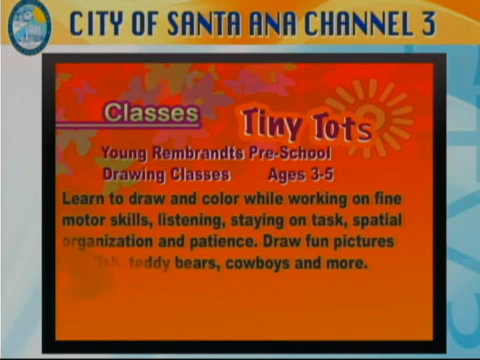 CITY OF SANTA ANA CHANNEL 3
Classes
Tiny Tots
Young Rembrandts Pre-School
Drawing Classes Ages 3-5
Learn to draw and color while working on fine
motor skills, listening, staying on task, spatial
organization and patience. Draw fun pictures
fish, teddy bears, cowboys and more.